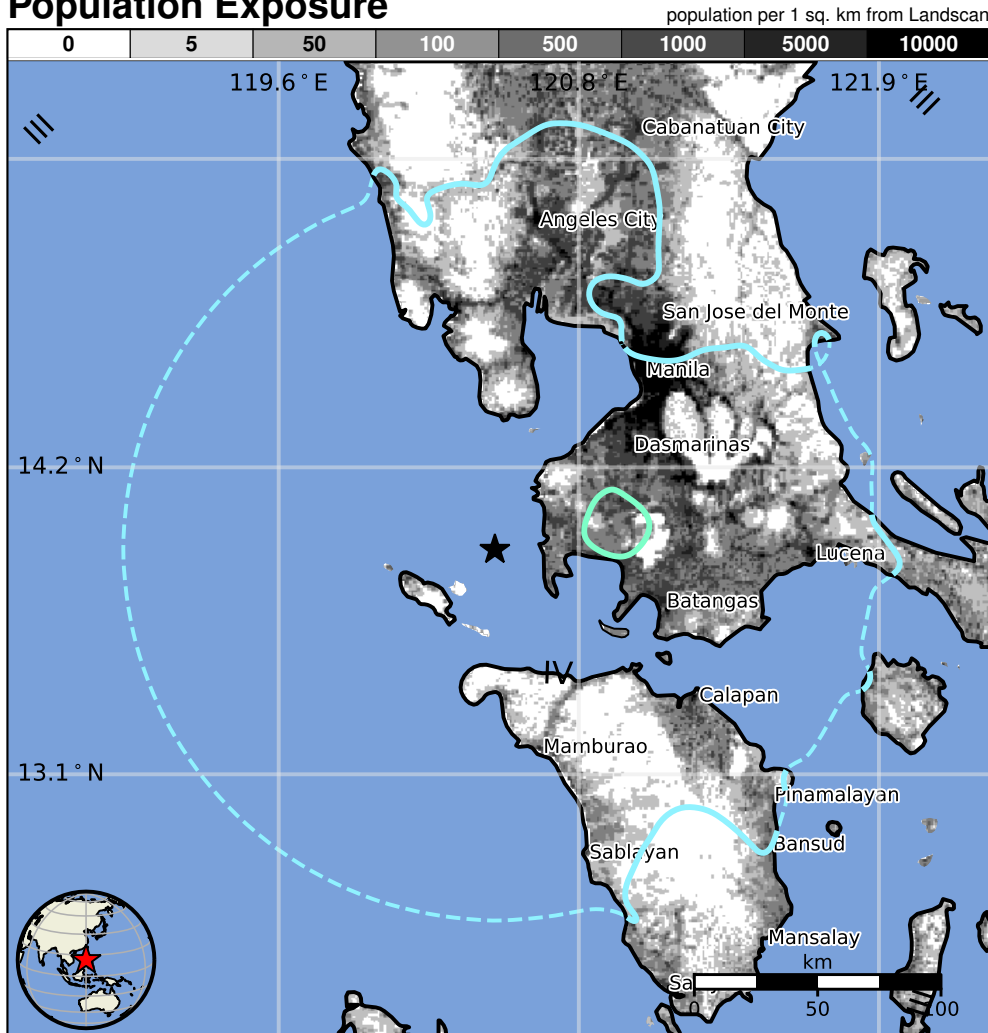 Population Exposure
population per 1 sq. km from Landscan
0 5 50 100 500 1000 5000 10000
119.6°E 120.8°E 121.9°E
III III
Cabanatuan City
Angeles City
San Jose del Monte
Manila
Dasmarinas
14.2°N
Lucena
Batangas
IV
Calapan
Mamburao
13.1°N
Pinamalayan
Bansud
Sablayan
Mansalay
km
Sa
0 50 100
III